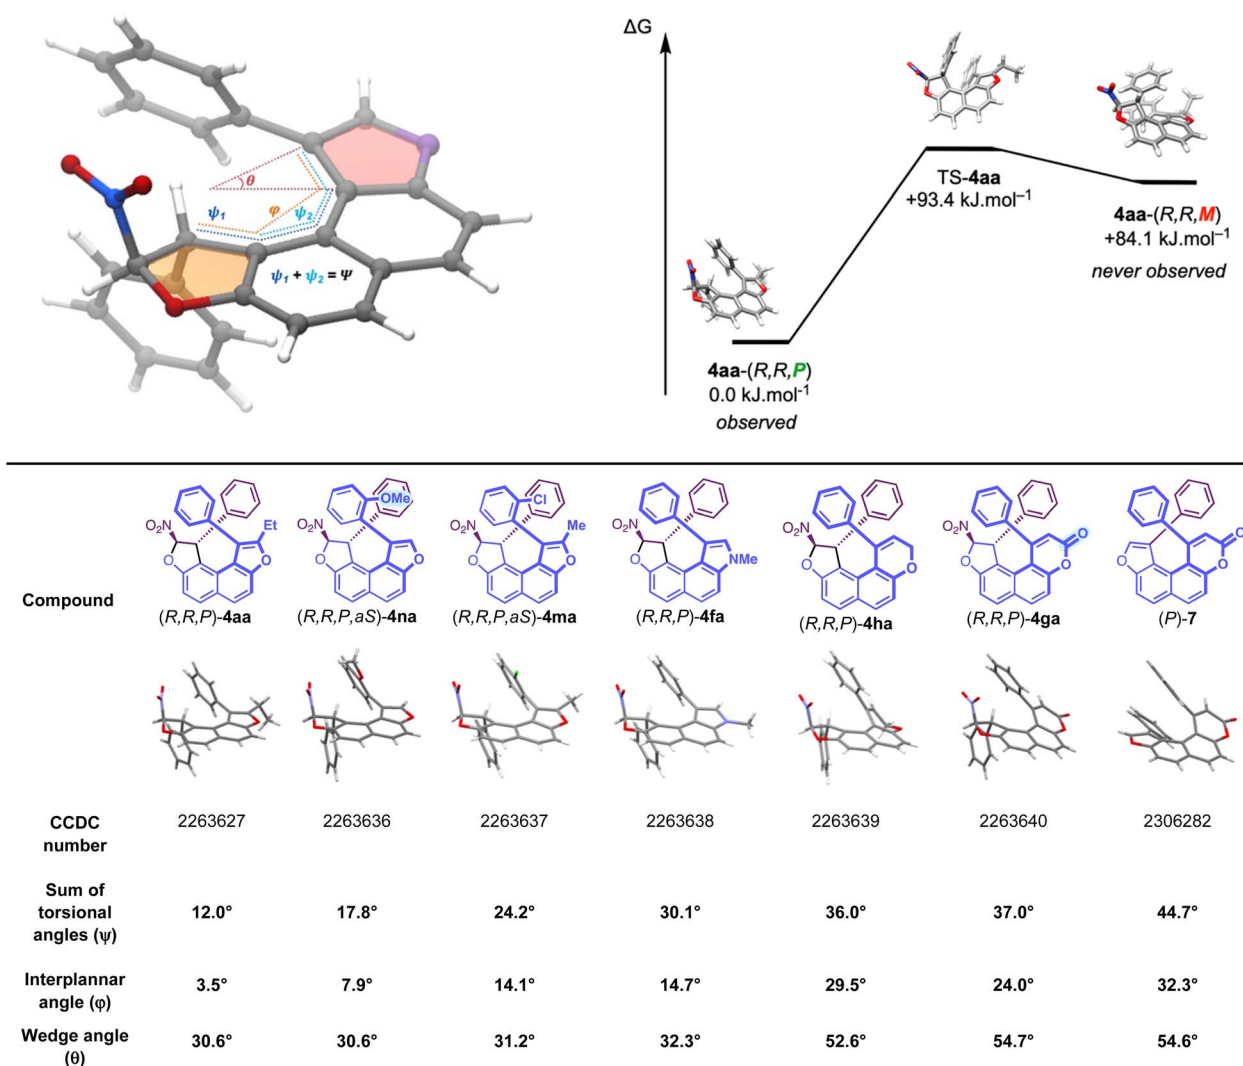 θ
φ
ψ1
ψ2
ψ1 + ψ2 = Ψ
ΔG
TS-4aa
+93.4 kJ.mol–1
4aa-(R,R,M)
+84.1 kJ.mol–1
never observed
4aa-(R,R,P)
0.0 kJ.mol-1
observed
Compound
O2N Et O O
O2N OMe O O
O2N Cl Me O O
O2N NMe O
O2N O O
O2N O O O
O O O
(R,R,P)-4aa (R,R,P,aS)-4na (R,R,P,aS)-4ma (R,R,P)-4fa (R,R,P)-4ha (R,R,P)-4ga (P)-7
CCDC
number
2263627 2263636 2263637 2263638 2263639 2263640 2306282
Sum of
torsional
angles (ψ)
12.0° 17.8° 24.2° 30.1° 36.0° 37.0° 44.7°
Interplannar
angle (φ)
3.5° 7.9° 14.1° 14.7° 29.5° 24.0° 32.3°
Wedge angle
(θ)
30.6° 30.6° 31.2° 32.3° 52.6° 54.7° 54.6°